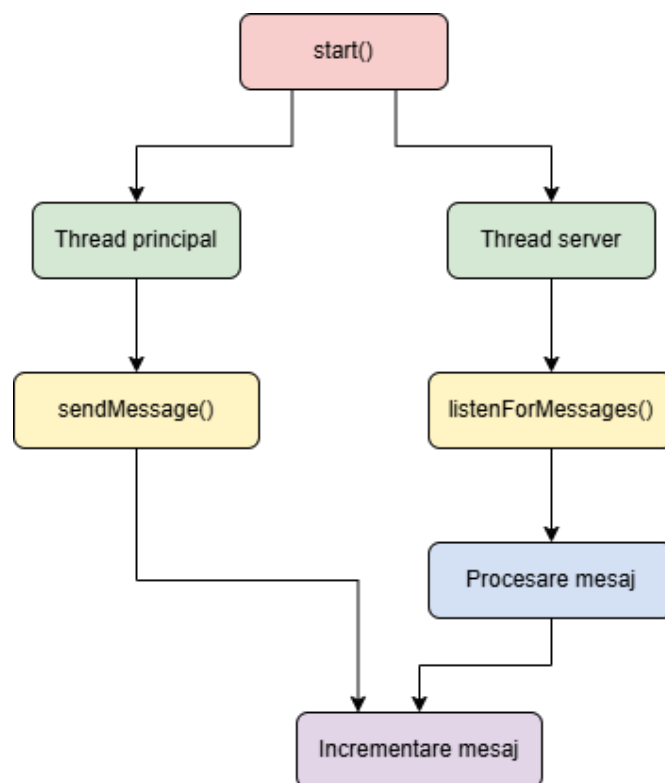 start()
Thread principal
Thread server
sendMessage()
listenForMessages()
Procesare mesaj
Incrementare mesaj